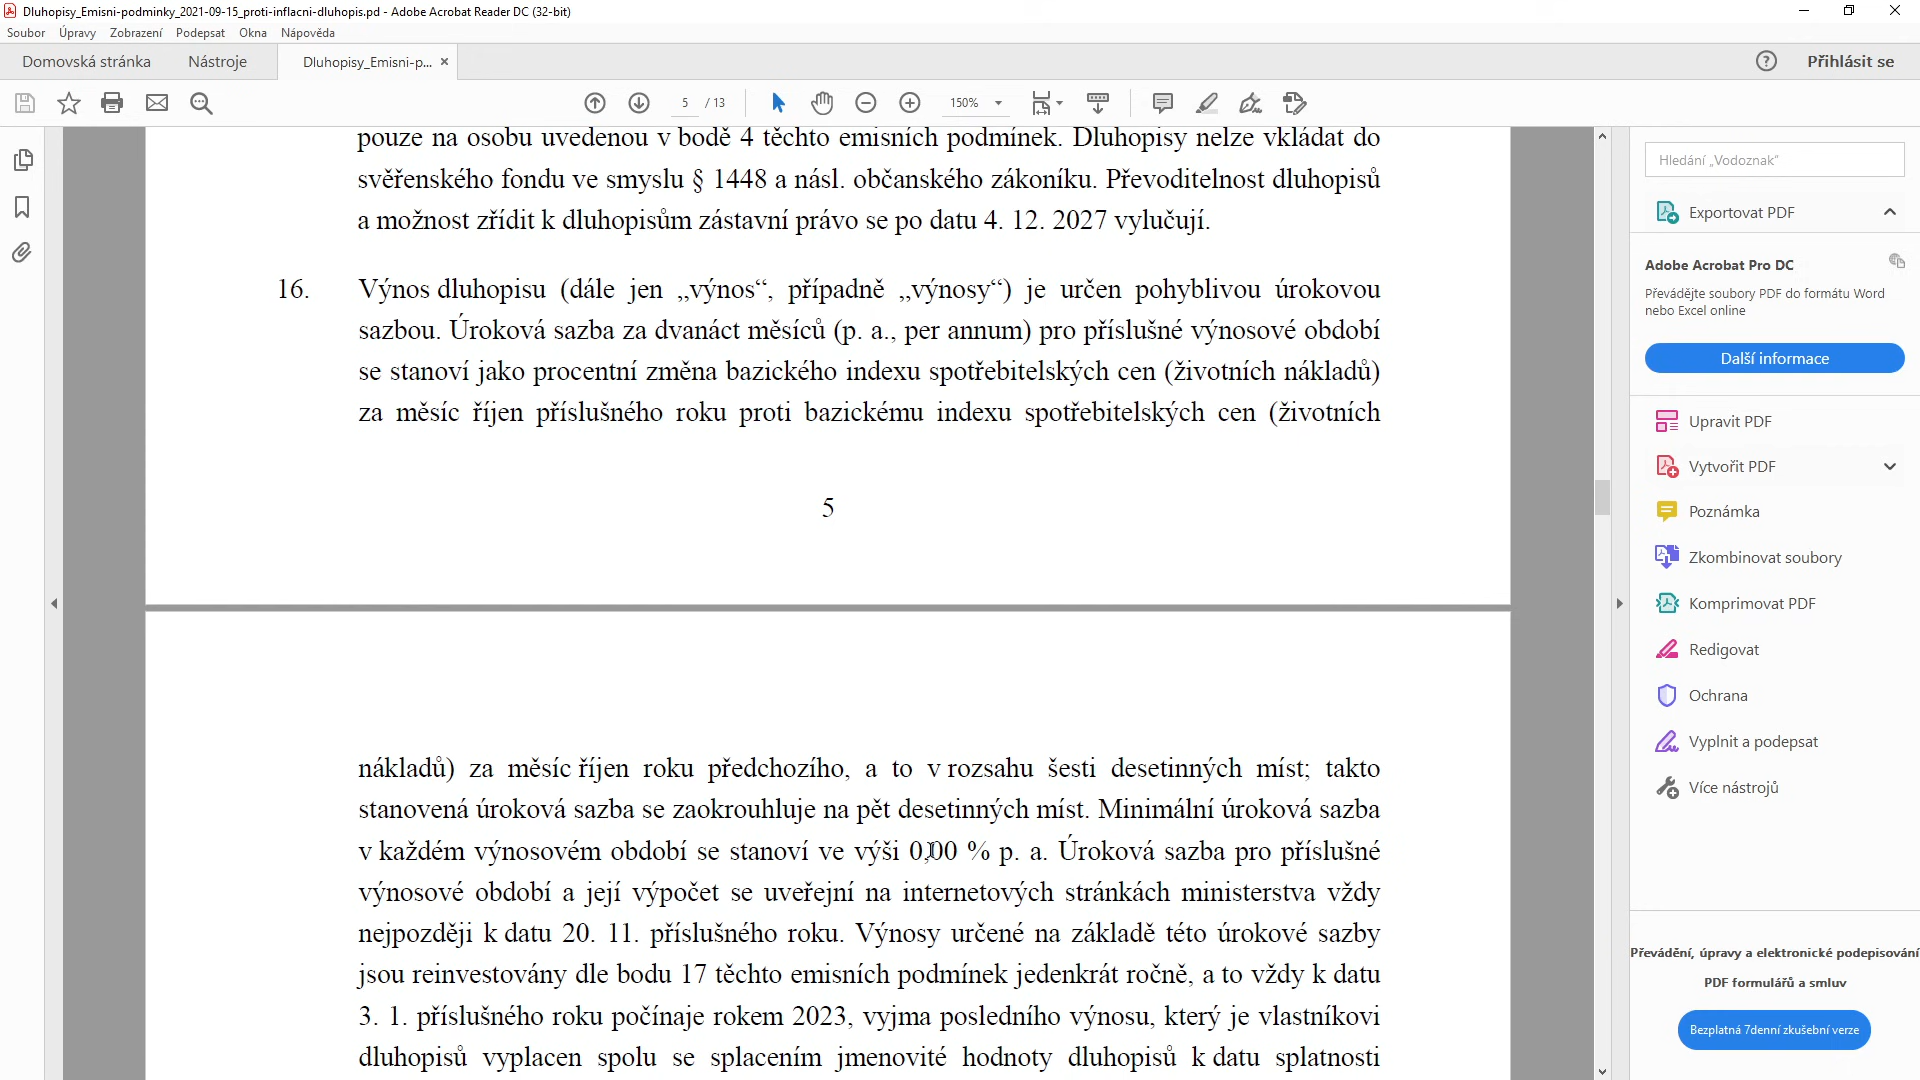 Dluhopisy_Emisni-podminky_2021-09-15_proti-inflacni-dluhopis.pd - Adobe Acrobat Reader DC (32-bit)
Soubor Úpravy Zobrazení Podepsat Okna Nápověda
Domovská stránka Nástroje Dluhopisy_Emisni-p... × Přihlásit se
5 / 13 150%
pouze na osobu uvedenou v bodě 4 těchto emisních podmínek. Dluhopisy nelze vkládat do
svěřenského fondu ve smyslu § 1448 a násl. občanského zákoníku. Převoditelnost dluhopisů
a možnost zřídit k dluhopisům zástavní právo se po datu 4. 12. 2027 vylučují.
16. Výnos dluhopisu (dále jen „výnos“, případně „výnosy“) je určen pohyblivou úrokovou
sazbou. Úroková sazba za dvanáct měsíců (p. a., per annum) pro příslušné výnosové období
se stanoví jako procentní změna bazického indexu spotřebitelských cen (životních nákladů)
za měsíc říjen příslušného roku proti bazickému indexu spotřebitelských cen (životních
5
nákladů) za měsíc říjen roku předchozího, a to v rozsahu šesti desetinných míst; takto
stanovená úroková sazba se zaokrouhluje na pět desetinných míst. Minimální úroková sazba
v každém výnosovém období se stanoví ve výši 0,00 % p. a. Úroková sazba pro příslušné
výnosové období a její výpočet se uveřejní na internetových stránkách ministerstva vždy
nejpozději k datu 20. 11. příslušného roku. Výnosy určené na základě této úrokové sazby
jsou reinvestovány dle bodu 17 těchto emisních podmínek jedenkrát ročně, a to vždy k datu
3. 1. příslušného roku počínaje rokem 2023, vyjma posledního výnosu, který je vlastníkovi
dluhopisů vyplacen spolu se splacením jmenovité hodnoty dluhopisů k datu splatnosti
Hledání „Vodoznak“
Exportovat PDF
Adobe Acrobat Pro DC
Převádějte soubory PDF do formátu Word
nebo Excel online
Další informace
Upravit PDF
Vytvořit PDF
Poznámka
Zkombinovat soubory
Komprimovat PDF
Redigovat
Ochrana
Vyplnit a podepsat
Více nástrojů
Převádění, úpravy a elektronické podepisování
PDF formulářů a smluv
Bezplatná 7denní zkušební verze